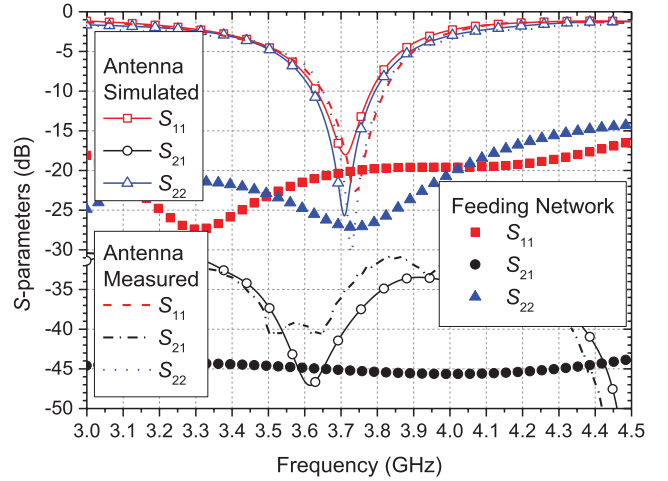 0
-5
-10
-15
-20
-25
-30
-35
-40
-45
-50
S-parameters (dB)
Antenna
Simulated
S11
S21
S22
Antenna
Measured
S11
S21
S22
Feeding Network
S11
S21
S22
3.0 3.1 3.2 3.3 3.4 3.5 3.6 3.7 3.8 3.9 4.0 4.1 4.2 4.3 4.4 4.5
Frequency (GHz)